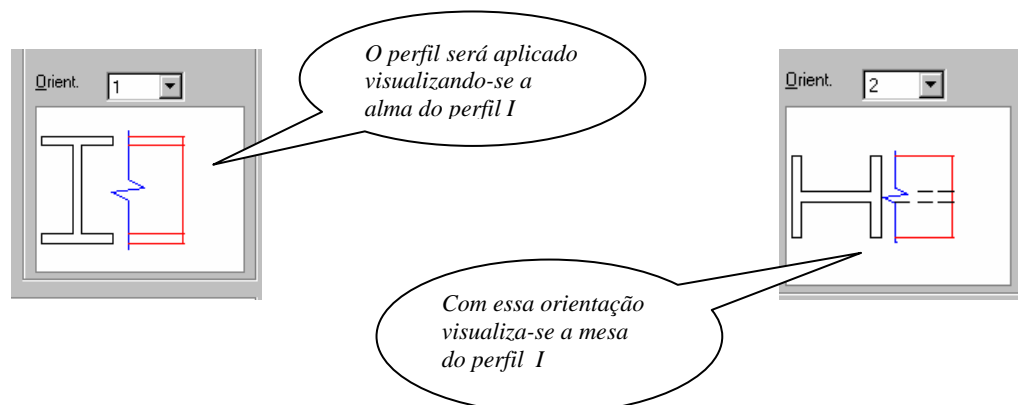 Orient.
1
O perfil será aplicado
visualizando-se a
alma do perfil I
Orient.
2
Com essa orientação
visualiza-se a mesa
do perfil I